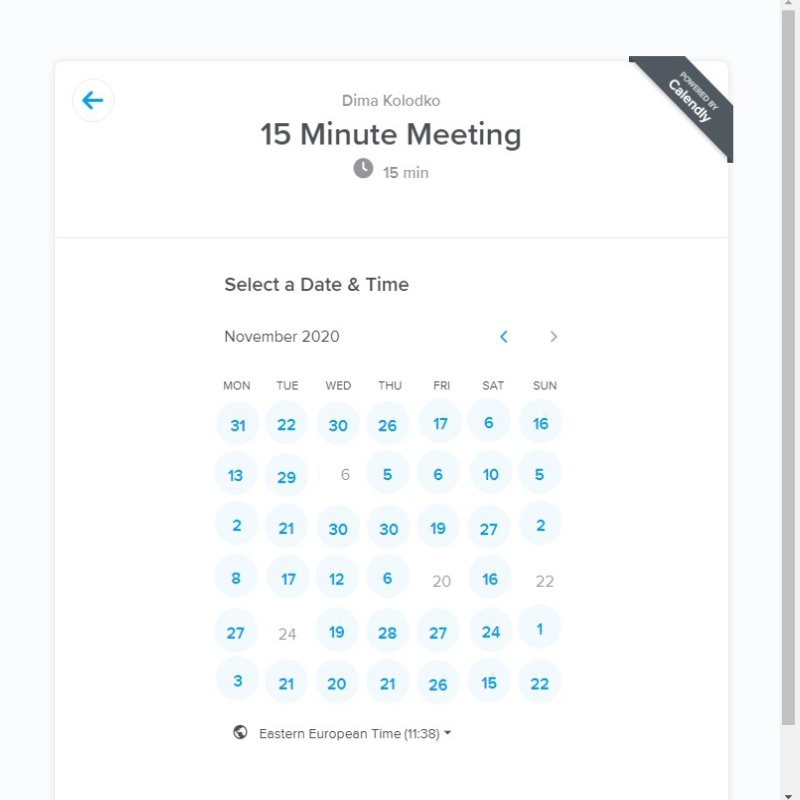 Dima Kolodko
POWERED BY
Calendly
15 Minute Meeting
15 min
Select a Date & Time
November 2020
MON TUE WED THU FRI SAT SUN
31 22 30 26 17 6 16
13 29 6 5 6 10 5
2 21 30 30 19 27 2
8 17 12 6 20 16 22
27 24 19 28 27 24 1
3 21 20 21 26 15 22
Eastern European Time (11:38)